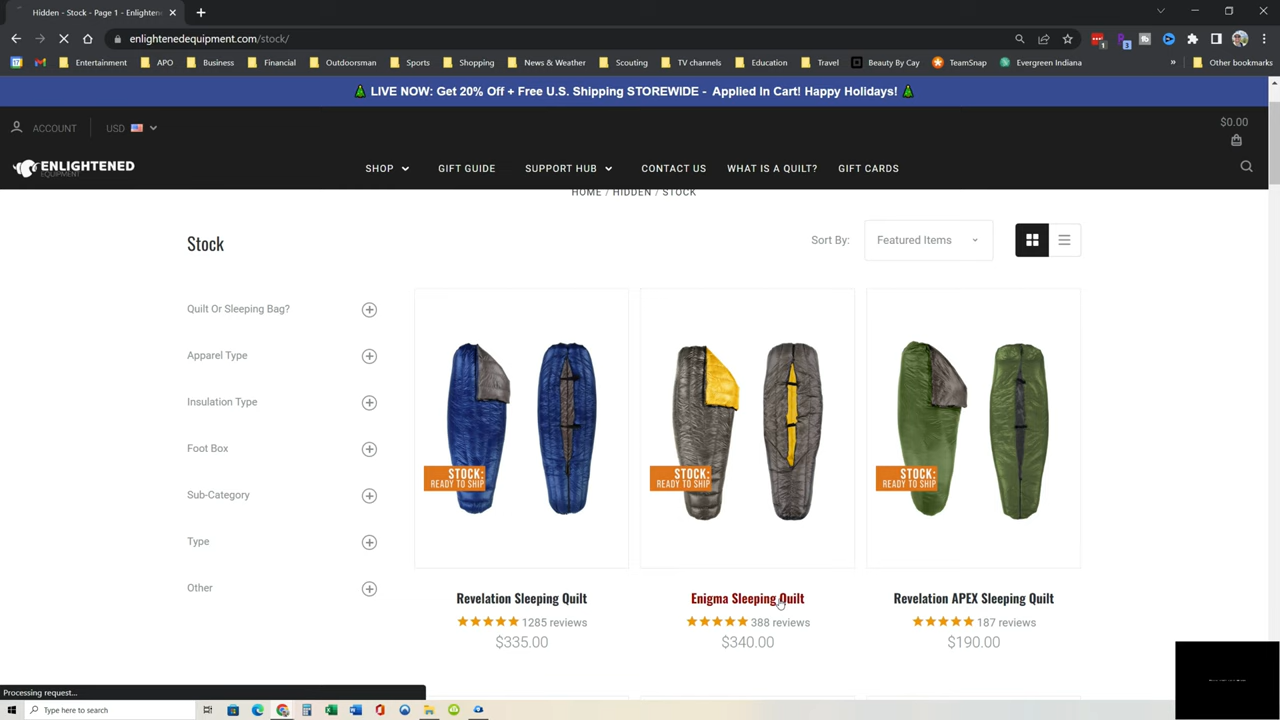 Hidden - Stock - Page 1 - Enlighten
enlightenedequipment.com/stock/
Entertainment APO Business Financial Outdoorsman Sports Shopping News & Weather Scouting TV channels Education Travel Beauty By Cay TeamSnap Evergreen Indiana » Other bookmarks
LIVE NOW: Get 20% Off + Free U.S. Shipping STOREWIDE - Applied In Cart! Happy Holidays!
ACCOUNT USD $0.00
ENLIGHTENED
EQUIPMENT
SHOP GIFT GUIDE SUPPORT HUB CONTACT US WHAT IS A QUILT? GIFT CARDS
HOME / HIDDEN / STOCK
Stock
Sort By: Featured Items
Quilt Or Sleeping Bag?
Apparel Type
Insulation Type
Foot Box
Sub-Category
Type
Other
STOCK:
READY TO SHIP
STOCK:
READY TO SHIP
STOCK:
READY TO SHIP
Revelation Sleeping Quilt
1285 reviews
$335.00
Enigma Sleeping Quilt
388 reviews
$340.00
Revelation APEX Sleeping Quilt
187 reviews
$190.00
Processing request...
Type here to search